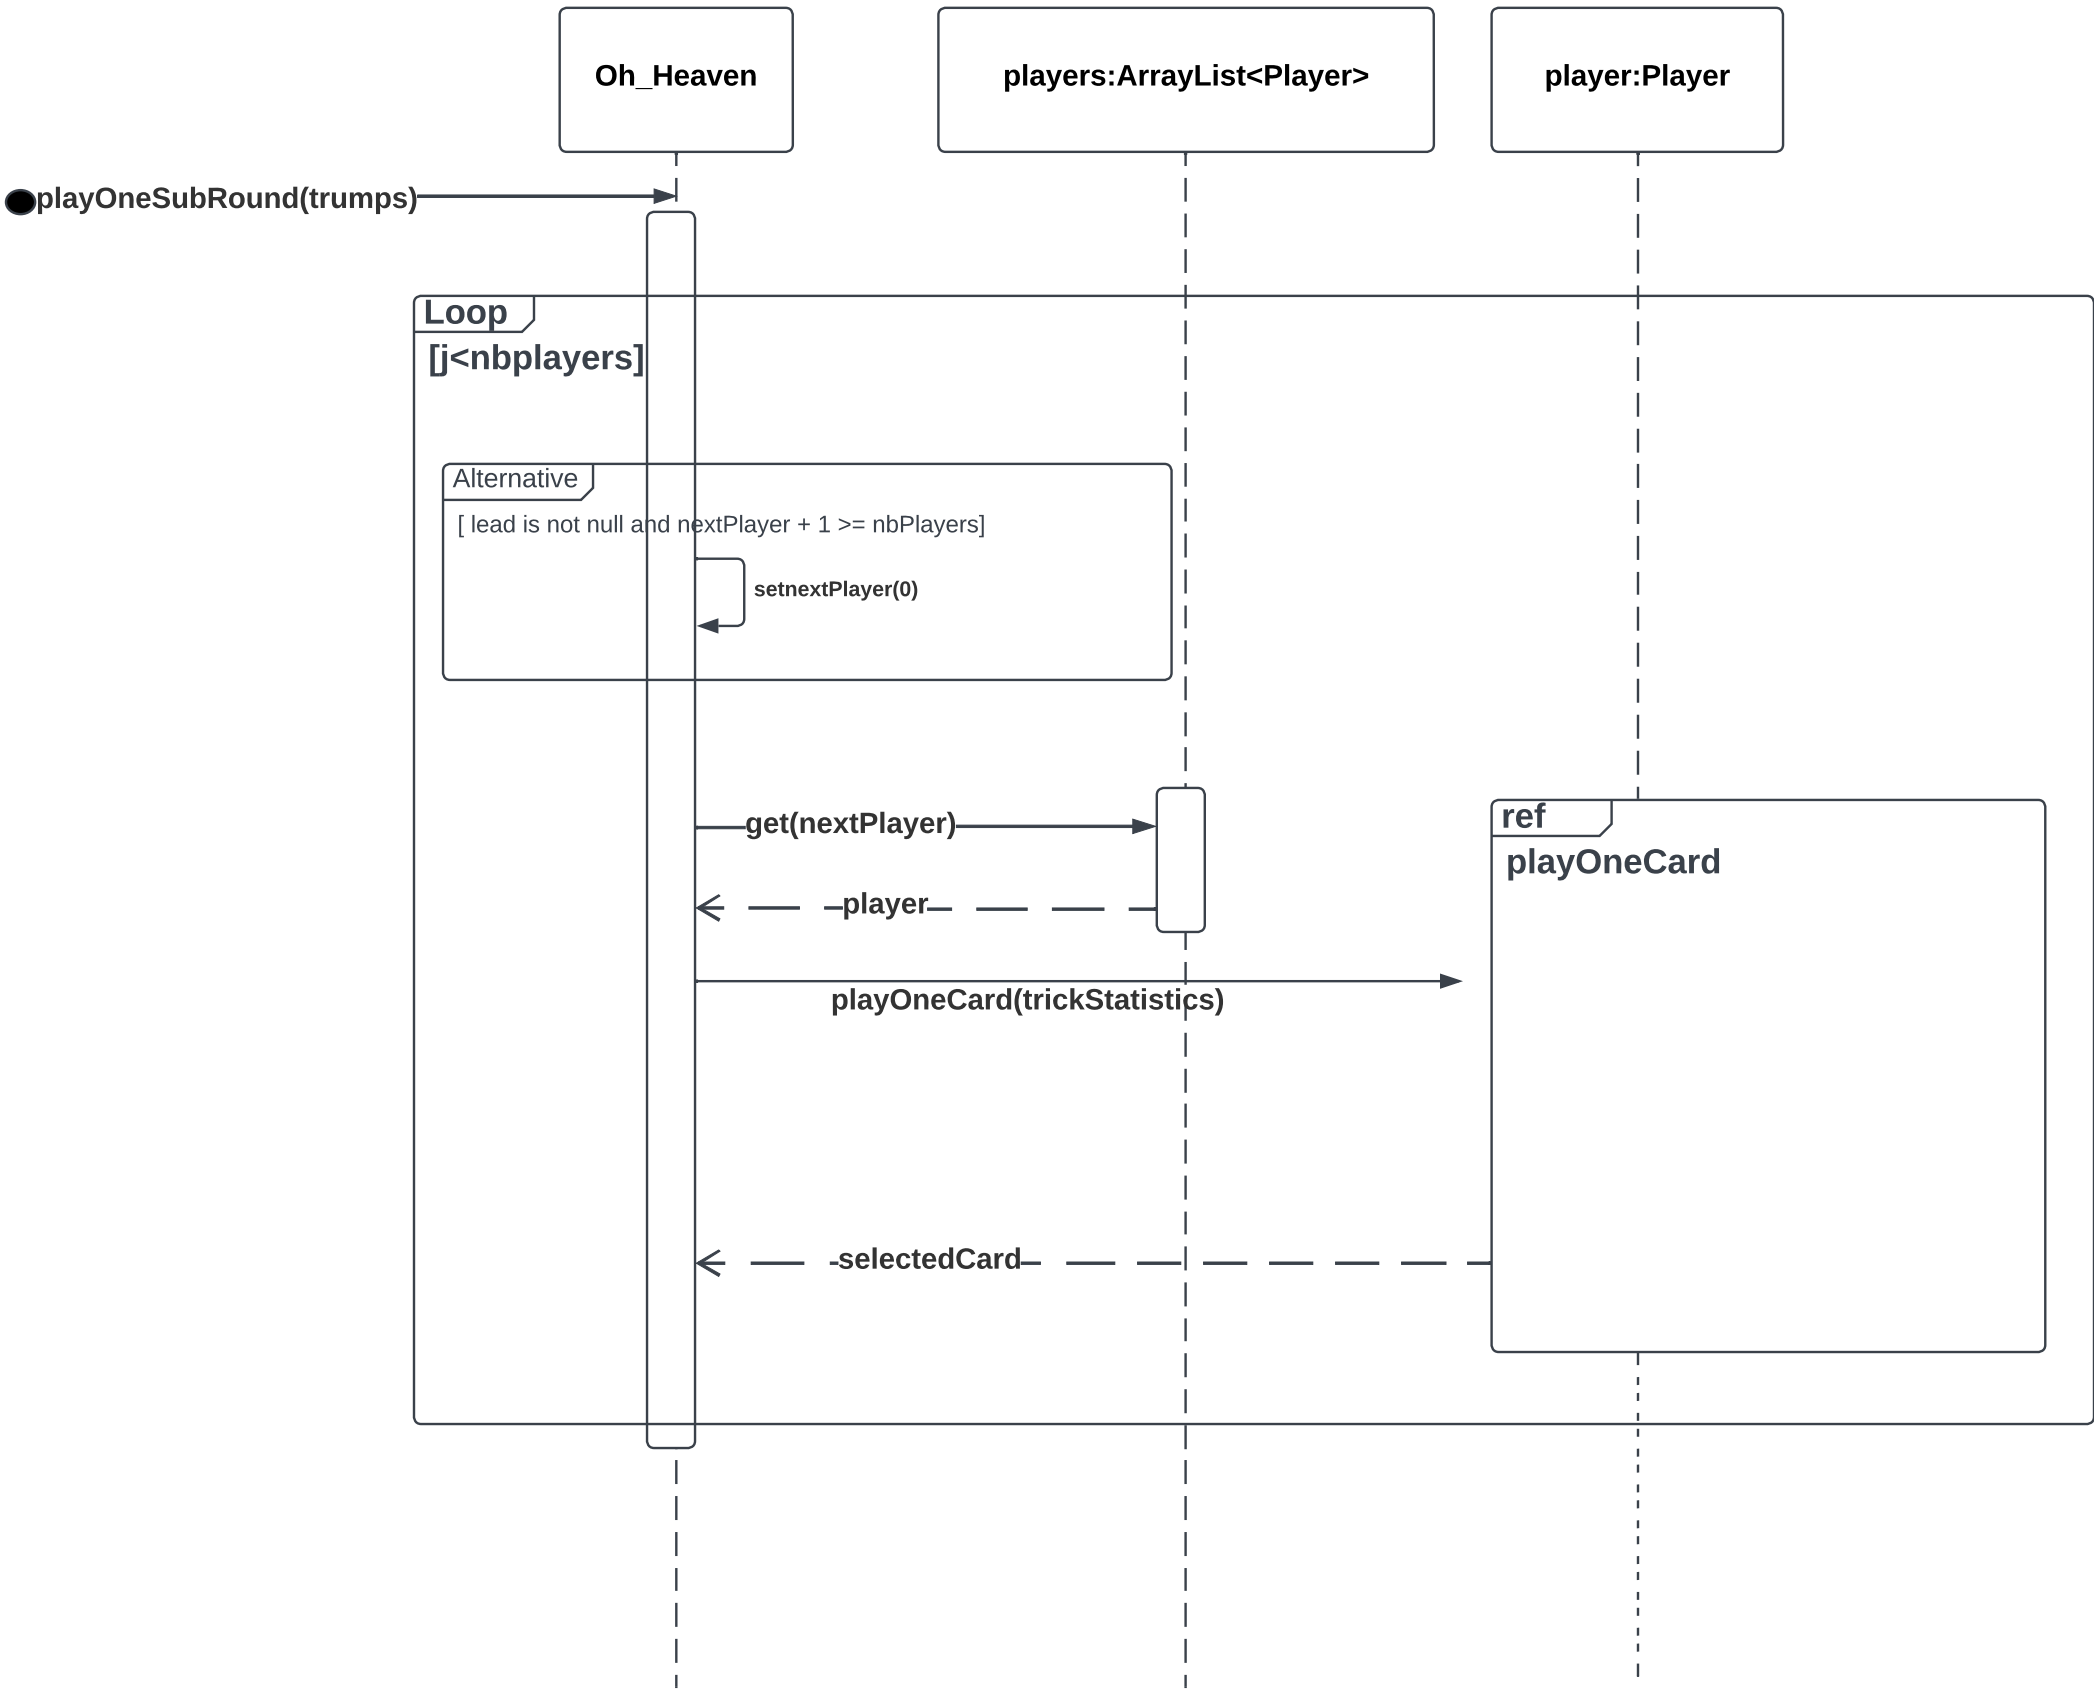 Oh_Heaven
players:ArrayList<Player>
player:Player
playOneSubRound(trumps)
Loop
[j<nbplayers]
Alternative
[ lead is not null and nextPlayer + 1 >= nbPlayers]
setnextPlayer(0)
get(nextPlayer)
ref
playOneCard
player
playOneCard(trickStatistics)
selectedCard